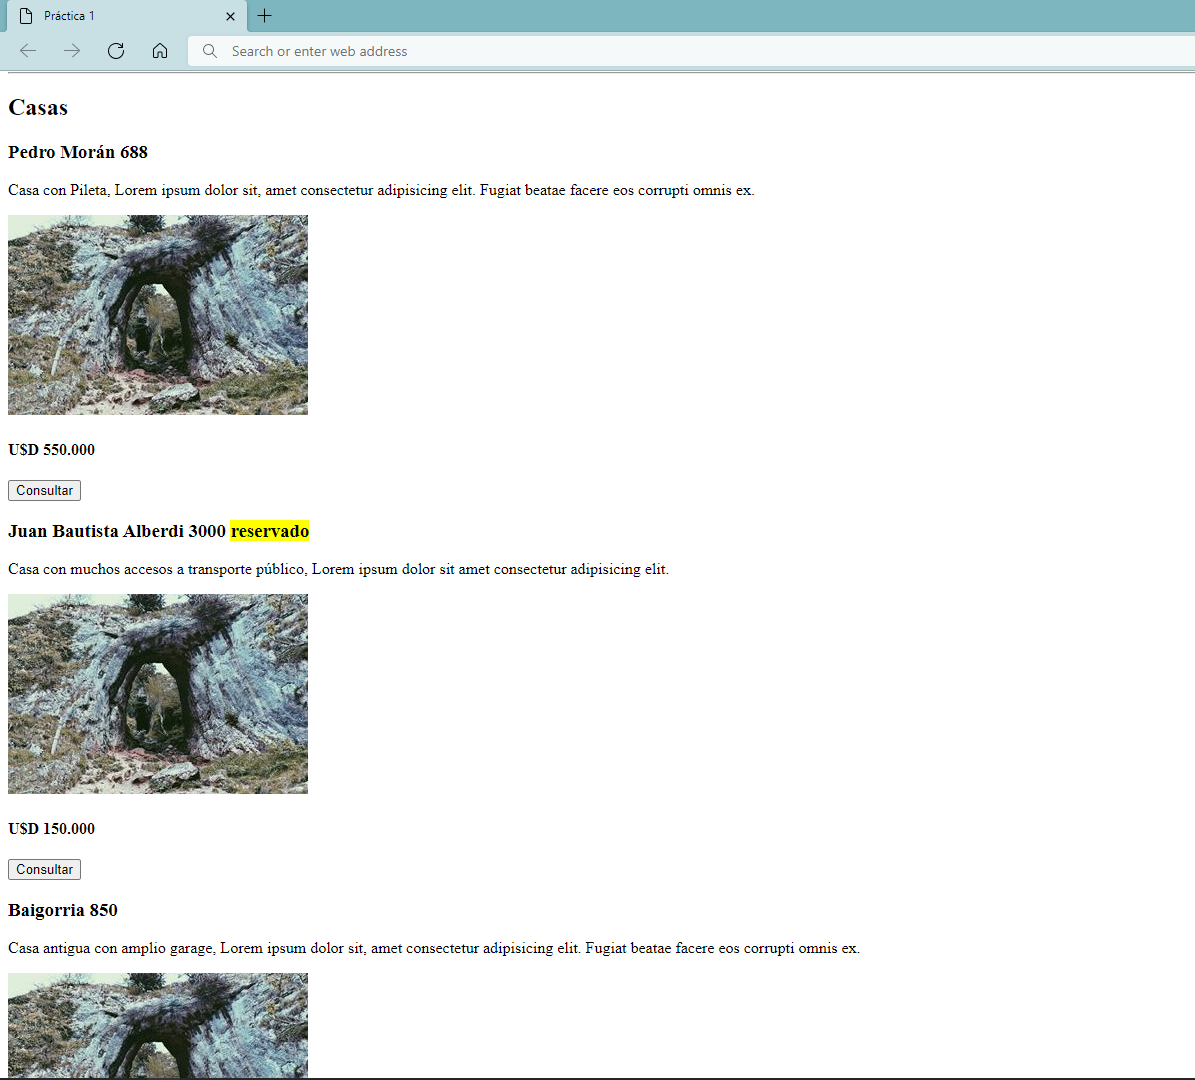 Práctica 1
Search or enter web address
Casas
Pedro Morán 688
Casa con Pileta, Lorem ipsum dolor sit, amet consectetur adipisicing elit. Fugiat beatae facere eos corrupti omnis ex.
U$D 550.000
Consultar
Juan Bautista Alberdi 3000 reservado
Casa con muchos accesos a transporte público, Lorem ipsum dolor sit amet consectetur adipisicing elit.
U$D 150.000
Consultar
Baigorria 850
Casa antigua con amplio garage, Lorem ipsum dolor sit, amet consectetur adipisicing elit. Fugiat beatae facere eos corrupti omnis ex.